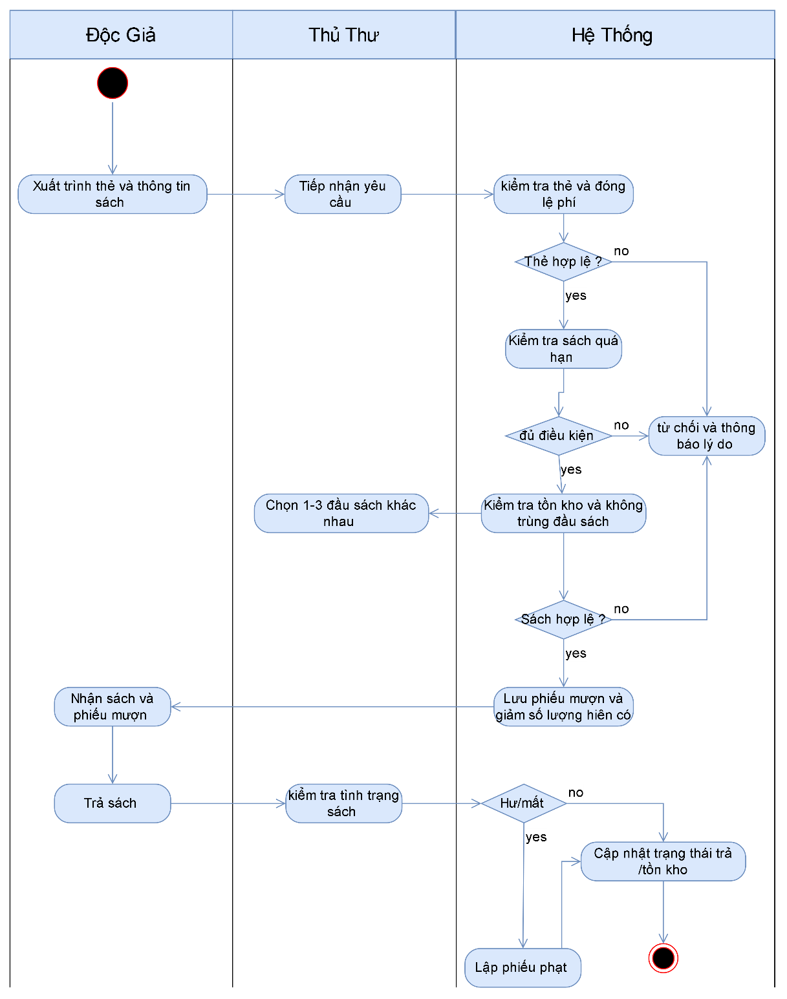 Độc Giả
Thủ Thư
Hệ Thống
Xuất trình thẻ và thông tin
sách
Tiếp nhận yêu
cầu
kiểm tra thẻ và đóng
lệ phí
Thẻ hợp lệ ?
no
yes
Kiểm tra sách quá
hạn
đủ điều kiện
no
từ chối và thông
báo lý do
yes
Chọn 1-3 đầu sách khác
nhau
Kiểm tra tồn kho và không
trùng đầu sách
Sách hợp lệ ?
no
yes
Nhận sách và
phiếu mượn
Lưu phiếu mượn và
giảm số lượng hiên có
Trả sách
kiểm tra tình trạng
sách
Hư/mất
no
yes
Cập nhật trạng thái trả
/tồn kho
Lập phiếu phạt